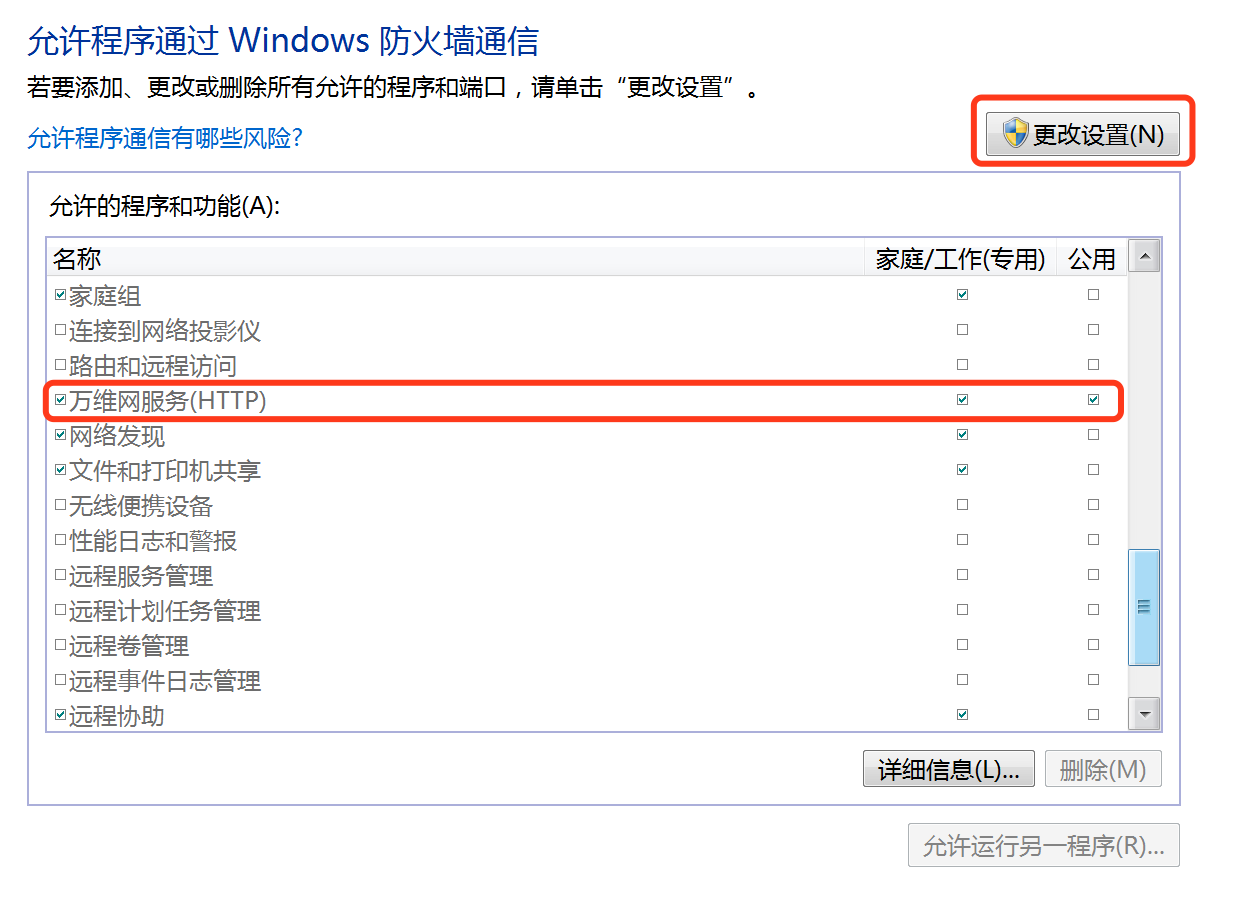 允许程序通过 Windows 防火墙通信
若要添加、更改或删除所有允许的程序和端口，请单击“更改设置”。
允许程序通信有哪些风险?
更改设置(N)
允许的程序和功能(A):
名称 家庭/工作(专用) 公用
家庭组
连接到网络投影仪
路由和远程访问
万维网服务(HTTP)
网络发现
文件和打印机共享
无线便携设备
性能日志和警报
远程服务管理
远程计划任务管理
远程卷管理
远程事件日志管理
远程协助
详细信息(L)... 删除(M)
允许运行另一程序(R)...